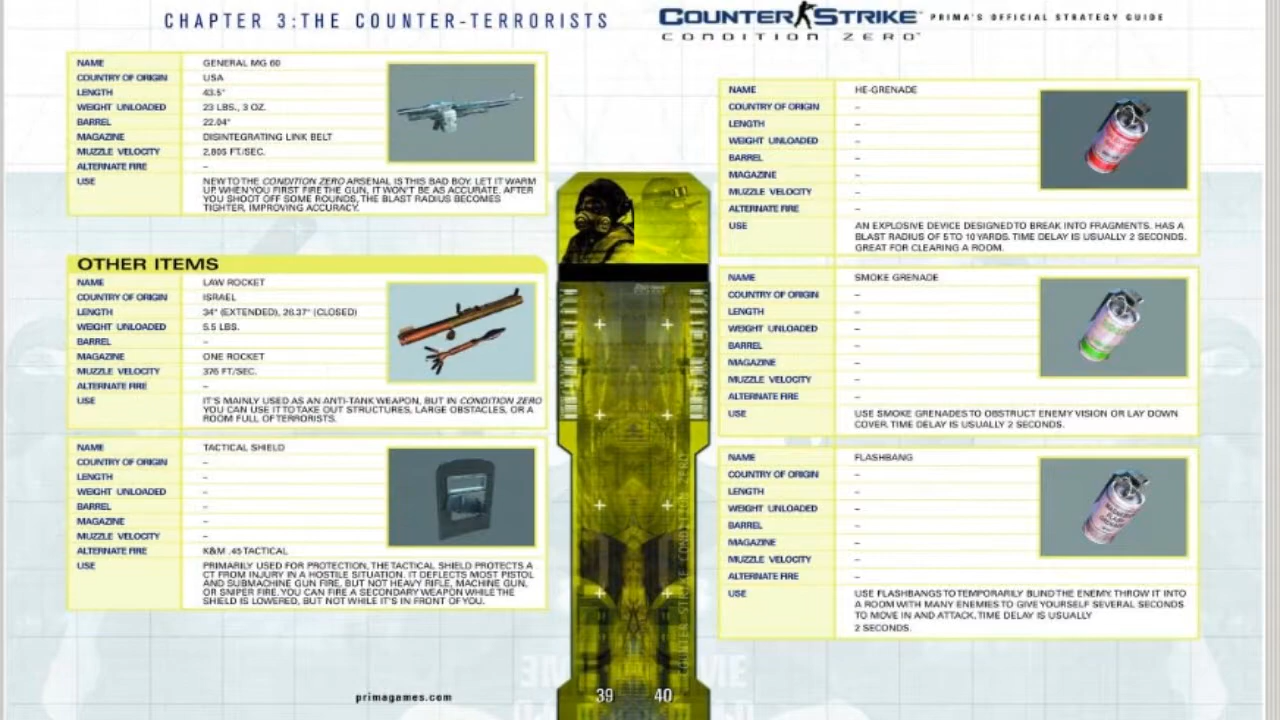 CHAPTER 3:THE COUNTER-TERRORISTS
NAME GENERAL MG 60
COUNTRY OF ORIGIN USA
LENGTH 43.5"
WEIGHT UNLOADED 23 LBS., 3 OZ.
BARREL 22.04"
MAGAZINE DISINTEGRATING LINK BELT
MUZZLE VELOCITY 2,805 FT./SEC.
ALTERNATE FIRE –
USE NEW TO THE CONDITION ZERO ARSENAL IS THIS BAD BOY. LET IT WARM
UP. WHEN YOU FIRST FIRE THE GUN, IT WON'T BE AS ACCURATE. AFTER
YOU SHOOT OFF SOME ROUNDS, THE BLAST RADIUS BECOMES
TIGHTER, IMPROVING ACCURACY.
OTHER ITEMS
NAME LAW ROCKET
COUNTRY OF ORIGIN ISRAEL
LENGTH 34" (EXTENDED), 26.37" (CLOSED)
WEIGHT UNLOADED 5.5 LBS.
BARREL –
MAGAZINE ONE ROCKET
MUZZLE VELOCITY 376 FT/SEC.
ALTERNATE FIRE –
USE IT'S MAINLY USED AS AN ANTI-TANK WEAPON, BUT IN CONDITION ZERO
YOU CAN USE IT TO TAKE OUT STRUCTURES, LARGE OBSTACLES, OR A
ROOM FULL OF TERRORISTS.
NAME TACTICAL SHIELD
COUNTRY OF ORIGIN –
LENGTH –
WEIGHT UNLOADED –
BARREL –
MAGAZINE –
MUZZLE VELOCITY –
ALTERNATE FIRE K&M .45 TACTICAL
USE PRIMARILY USED FOR PROTECTION, THE TACTICAL SHIELD PROTECTS A
CT FROM INJURY IN A HOSTILE SITUATION. IT DEFLECTS MOST PISTOL
AND SUBMACHINE GUN FIRE, BUT NOT HEAVY RIFLE, MACHINE GUN,
OR SNIPER FIRE. YOU CAN FIRE A SECONDARY WEAPON WHILE THE
SHIELD IS LOWERED, BUT NOT WHILE IT'S IN FRONT OF YOU.
primagames.com
39
COUNTER-STRIKE CONDITION ZERO
40
COUNTER STRIKE PRIMA'S OFFICIAL STRATEGY GUIDE
CONDITION ZERO™
NAME HE-GRENADE
COUNTRY OF ORIGIN –
LENGTH –
WEIGHT UNLOADED –
BARREL –
MAGAZINE –
MUZZLE VELOCITY –
ALTERNATE FIRE –
USE AN EXPLOSIVE DEVICE DESIGNED TO BREAK INTO FRAGMENTS. HAS A
BLAST RADIUS OF 5 TO 10 YARDS. TIME DELAY IS USUALLY 2 SECONDS.
GREAT FOR CLEARING A ROOM.
NAME SMOKE GRENADE
COUNTRY OF ORIGIN –
LENGTH –
WEIGHT UNLOADED –
BARREL –
MAGAZINE –
MUZZLE VELOCITY –
ALTERNATE FIRE –
USE USE SMOKE GRENADES TO OBSTRUCT ENEMY VISION OR LAY DOWN
COVER. TIME DELAY IS USUALLY 2 SECONDS.
NAME FLASHBANG
COUNTRY OF ORIGIN –
LENGTH –
WEIGHT UNLOADED –
BARREL –
MAGAZINE –
MUZZLE VELOCITY –
ALTERNATE FIRE –
USE USE FLASHBANGS TO TEMPORARILY BLIND THE ENEMY. THROW IT INTO
A ROOM WITH MANY ENEMIES TO GIVE YOURSELF SEVERAL SECONDS
TO MOVE IN AND ATTACK. TIME DELAY IS USUALLY
2 SECONDS.